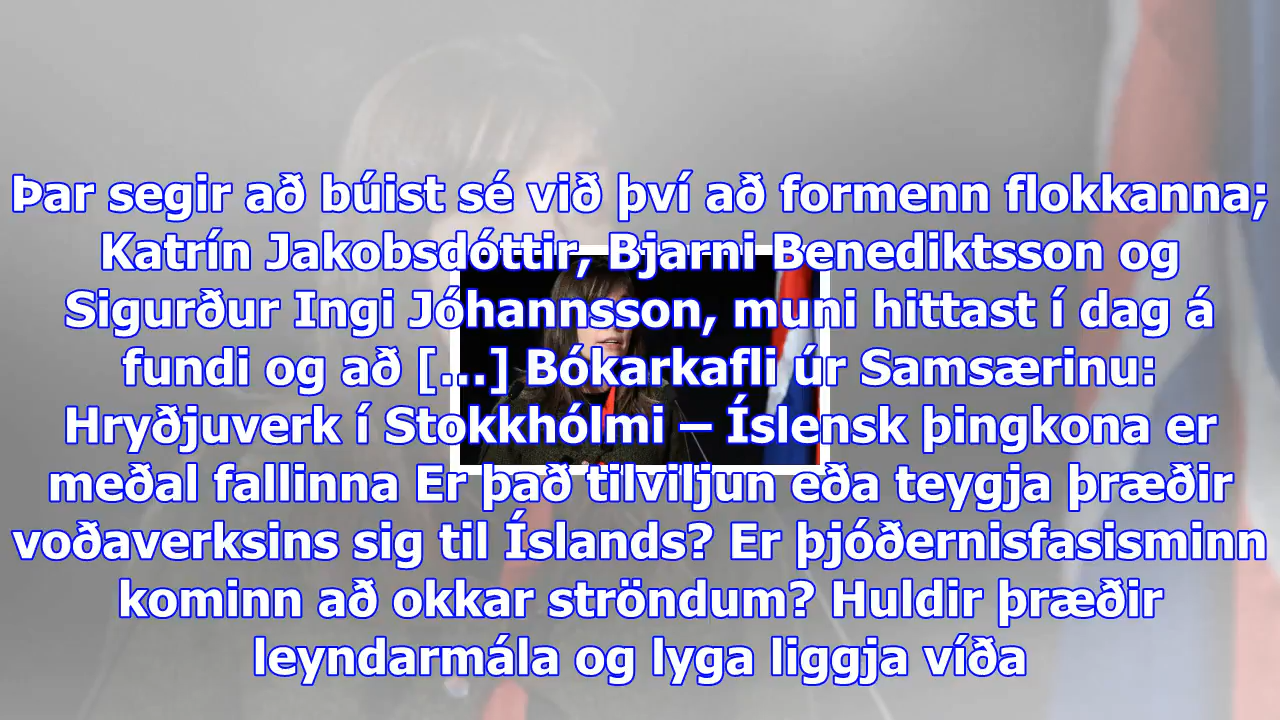 Þar segir að búist sé við því að formenn flokkanna;
Katrín Jakobsdóttir, Bjarni Benediktsson og
Sigurður Ingi Jóhannsson, muni hittast í dag á
fundi og að [...] Bókarkafli úr Samsærinu:
Hryðjuverk í Stokkhólmi – Íslensk þingkona er
meðal fallinna Er það tilviljun eða teygja þræðir
voðaverksins sig til Íslands? Er þjóðernisfasisminn
kominn að okkar ströndum? Huldir þræðir
leyndarmála og lyga liggja víða